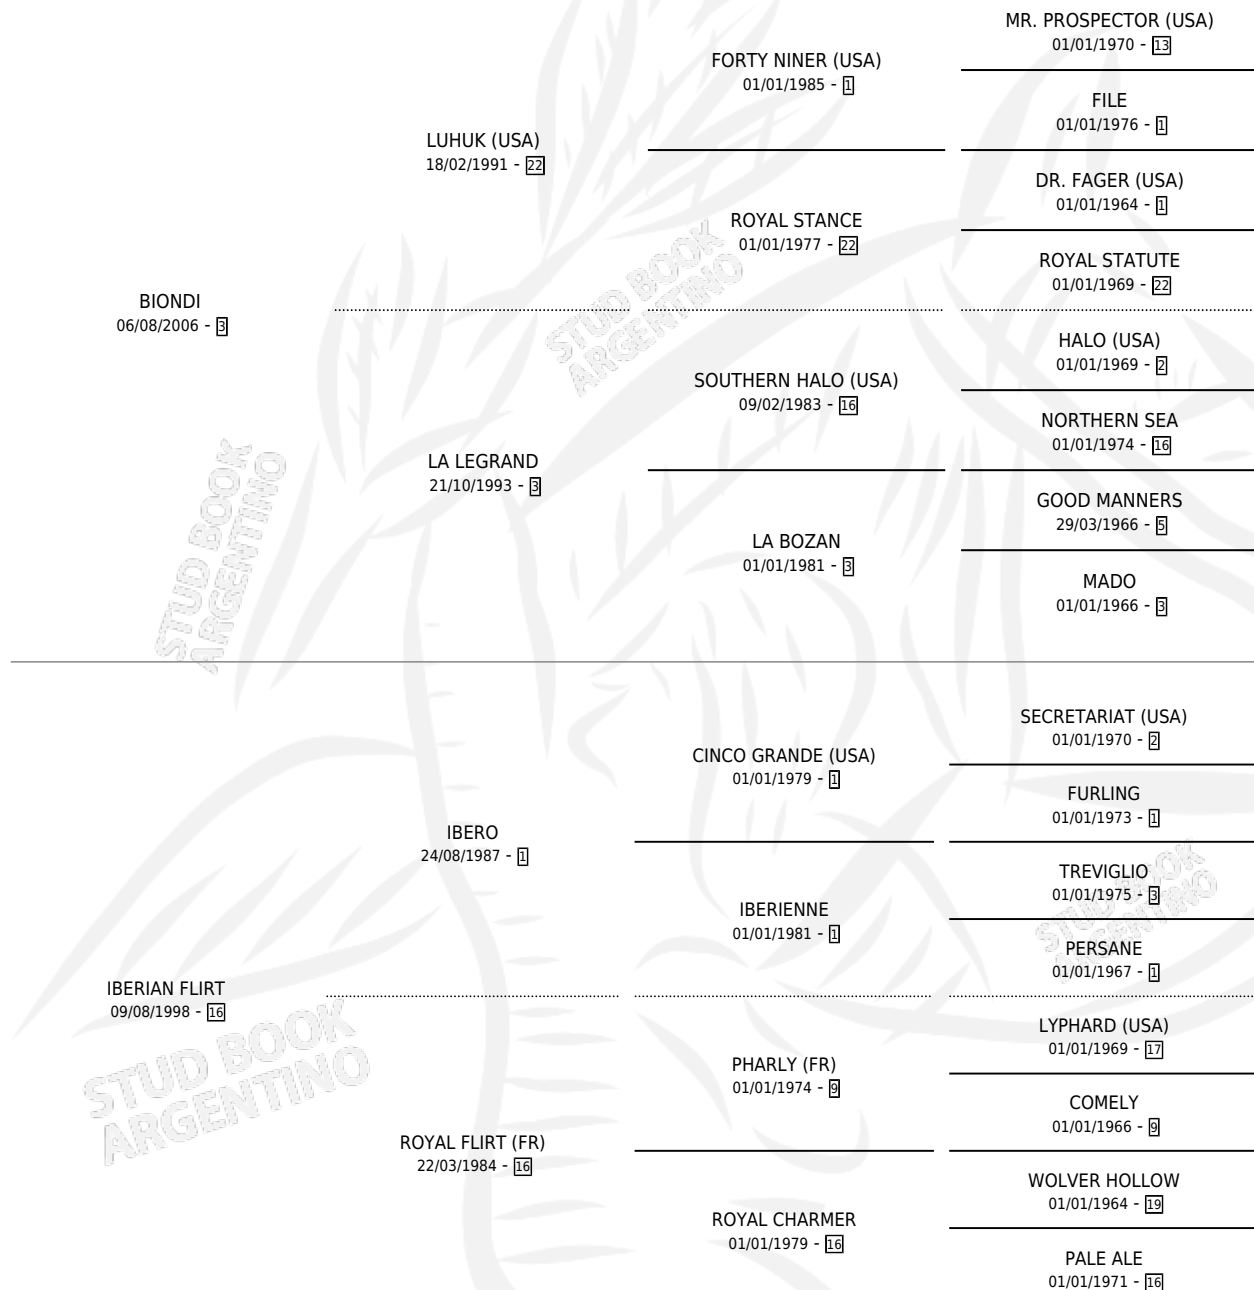 MR. PROSPECTOR (USA)
01/01/1970 - 13
FORTY NINER (USA)
01/01/1985 - 1
FILE
01/01/1976 - 1
LUHUK (USA)
18/02/1991 - 22
DR. FAGER (USA)
01/01/1964 - 1
ROYAL STANCE
01/01/1977 - 22
ROYAL STATUTE
01/01/1969 - 22
BIONDI
06/08/2006 - 3
HALO (USA)
01/01/1969 - 2
SOUTHERN HALO (USA)
09/02/1983 - 16
NORTHERN SEA
01/01/1974 - 16
LA LEGRAND
21/10/1993 - 3
GOOD MANNERS
29/03/1966 - 5
LA BOZAN
01/01/1981 - 3
MADO
01/01/1966 - 3
STUD BOOK
ARGENTINO
STUD BOOK
ARGENTINO
SECRETARIAT (USA)
01/01/1970 - 2
CINCO GRANDE (USA)
01/01/1979 - 1
FURLING
01/01/1973 - 1
IBERO
24/08/1987 - 1
TREVIGLIO
01/01/1975 - 3
IBERIENNE
01/01/1981 - 1
PERSANE
01/01/1967 - 1
IBERIAN FLIRT
09/08/1998 - 16
LYPHARD (USA)
01/01/1969 - 17
PHARLY (FR)
01/01/1974 - 9
COMELY
01/01/1966 - 9
ROYAL FLIRT (FR)
22/03/1984 - 16
WOLVER HOLLOW
01/01/1964 - 19
ROYAL CHARMER
01/01/1979 - 16
PALE ALE
01/01/1971 - 16
STUD BOOK
ARGENTINO
STUD BOOK
ARGENTINO